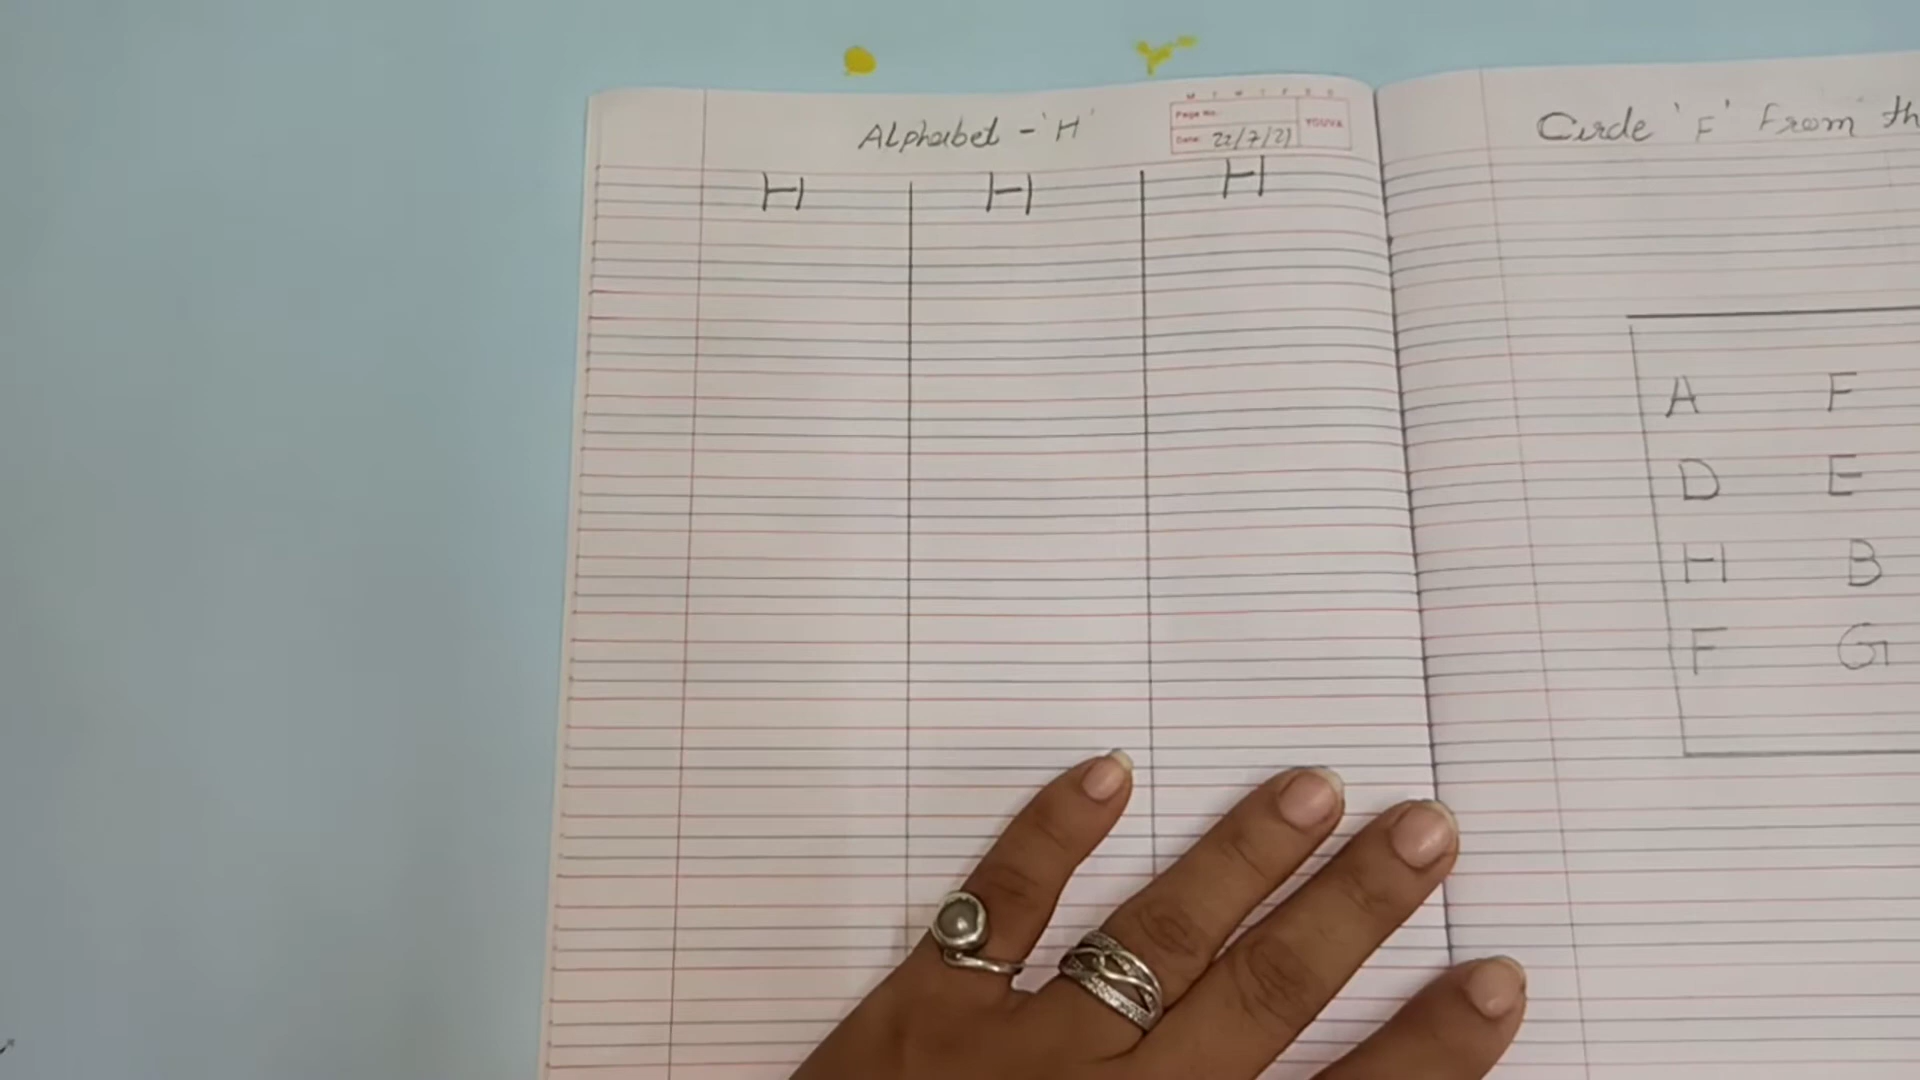 M T W T F S S
Page No.
YOUVA
Date: 22/7/21
Alphabet - 'H'
H H H
Circle 'F' From th
A F
D E
H B
F G